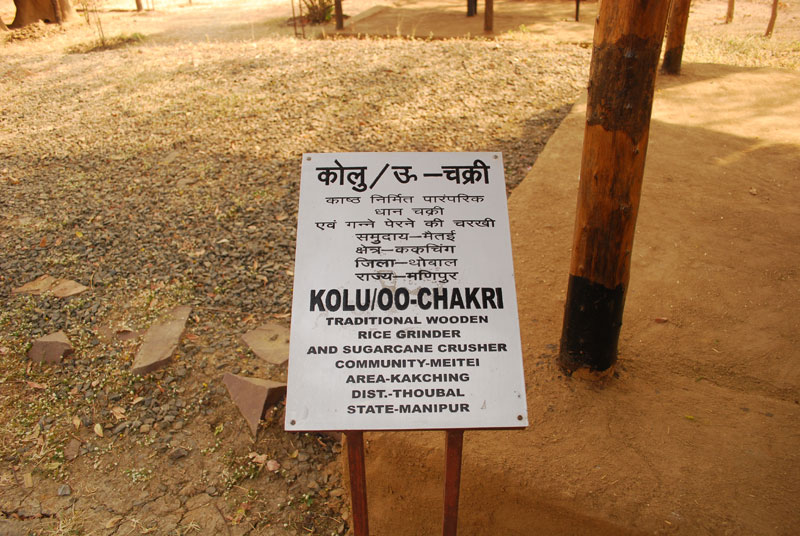 कोलु/ऊ-चक्री
काष्ठ निर्मित पारंपरिक
धान चक्री
एवं गन्ने पेरने की चरखी
समुदाय-मैतई
क्षेत्र-ककचिंग
जिला-थोबाल
राज्य-मणिपुर
KOLU/OO-CHAKRI
TRADITIONAL WOODEN
RICE GRINDER
AND SUGARCANE CRUSHER
COMMUNITY-MEITEI
AREA-KAKCHING
DIST.-THOUBAL
STATE-MANIPUR